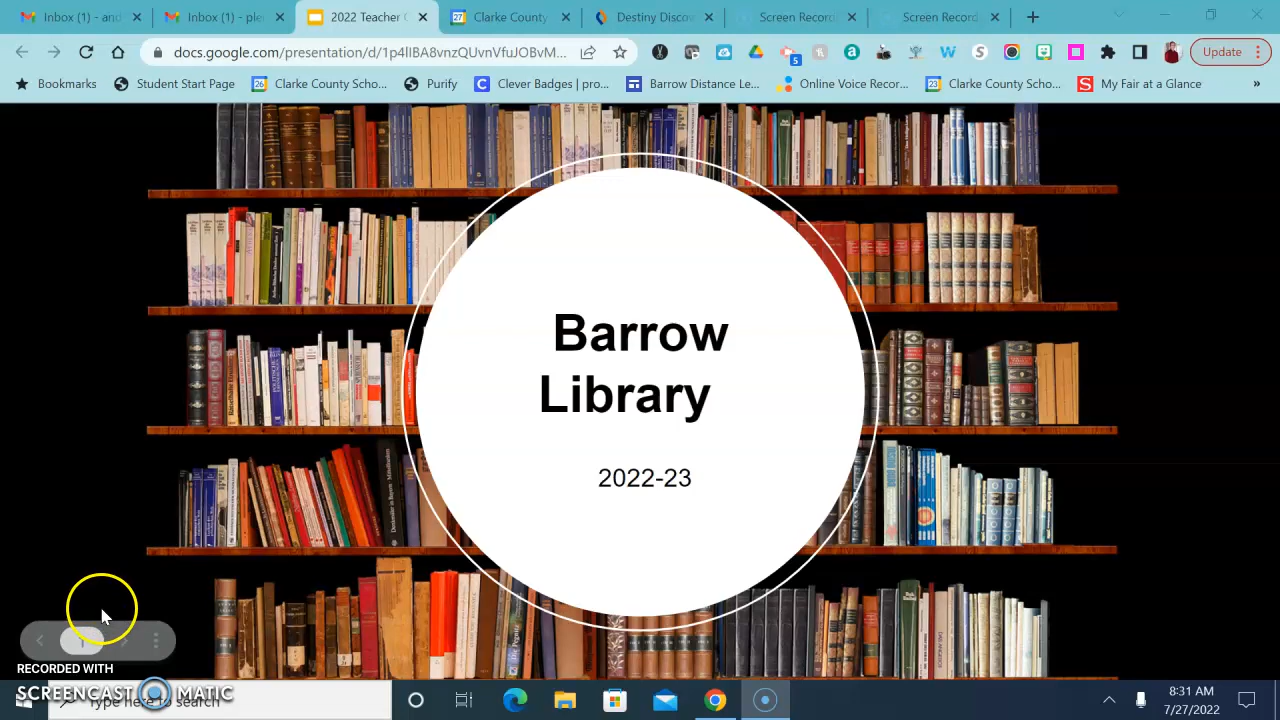 Inbox (1) - and
Inbox (1) - ple
2022 Teacher
Clarke County
Destiny Disco
Screen Record
Screen Record
docs.google.com/presentation/d/1p4lIBA8vnzQUvnVfuJOBvM...
5
Update
Bookmarks
Student Start Page
Clarke County Scho...
Purify
Clever Badges | pro...
Barrow Distance Le...
Online Voice Recor...
Clarke County Scho...
My Fair at a Glance
»
Barrow
Library
2022-23
1
RECORDED WITH
SCREENCAST MATIC
Type here to search
8:31 AM
7/27/2022